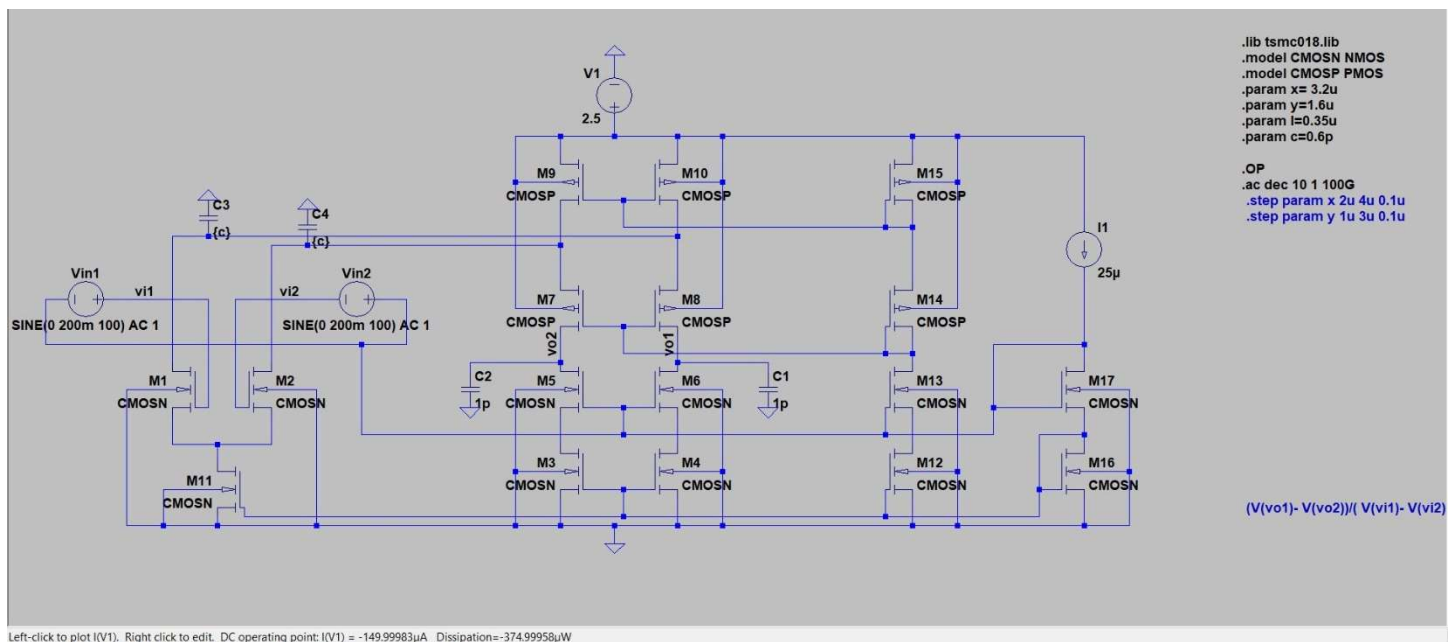 .lib tsmc018.lib
.model CMOSN NMOS
.model CMOSP PMOS
.param x= 3.2u
.param y=1.6u
.param l=0.35u
.param c=0.6p
.OP
.ac dec 10 1 100G
.step param x 2u 4u 0.1u
.step param y 1u 3u 0.1u
V1
2.5
M9
CMOSP
M10
CMOSP
M15
CMOSP
C3
{c}
C4
{c}
I1
25µ
Vin1
vi1
SINE(0 200m 100) AC 1
Vin2
vi2
SINE(0 200m 100) AC 1
M7
CMOSP
M8
CMOSP
M14
CMOSP
vo2
vo1
C2
1p
C1
1p
M1
CMOSN
M2
CMOSN
M5
CMOSN
M6
CMOSN
M13
CMOSN
M17
CMOSN
M3
CMOSN
M4
CMOSN
M12
CMOSN
M16
CMOSN
M11
CMOSN
(V(vo1)- V(vo2))/( V(vi1)- V(vi2)
Left-click to plot I(V1). Right click to edit. DC operating point: I(V1) = -149.99983µA Dissipation=-374.99958µW